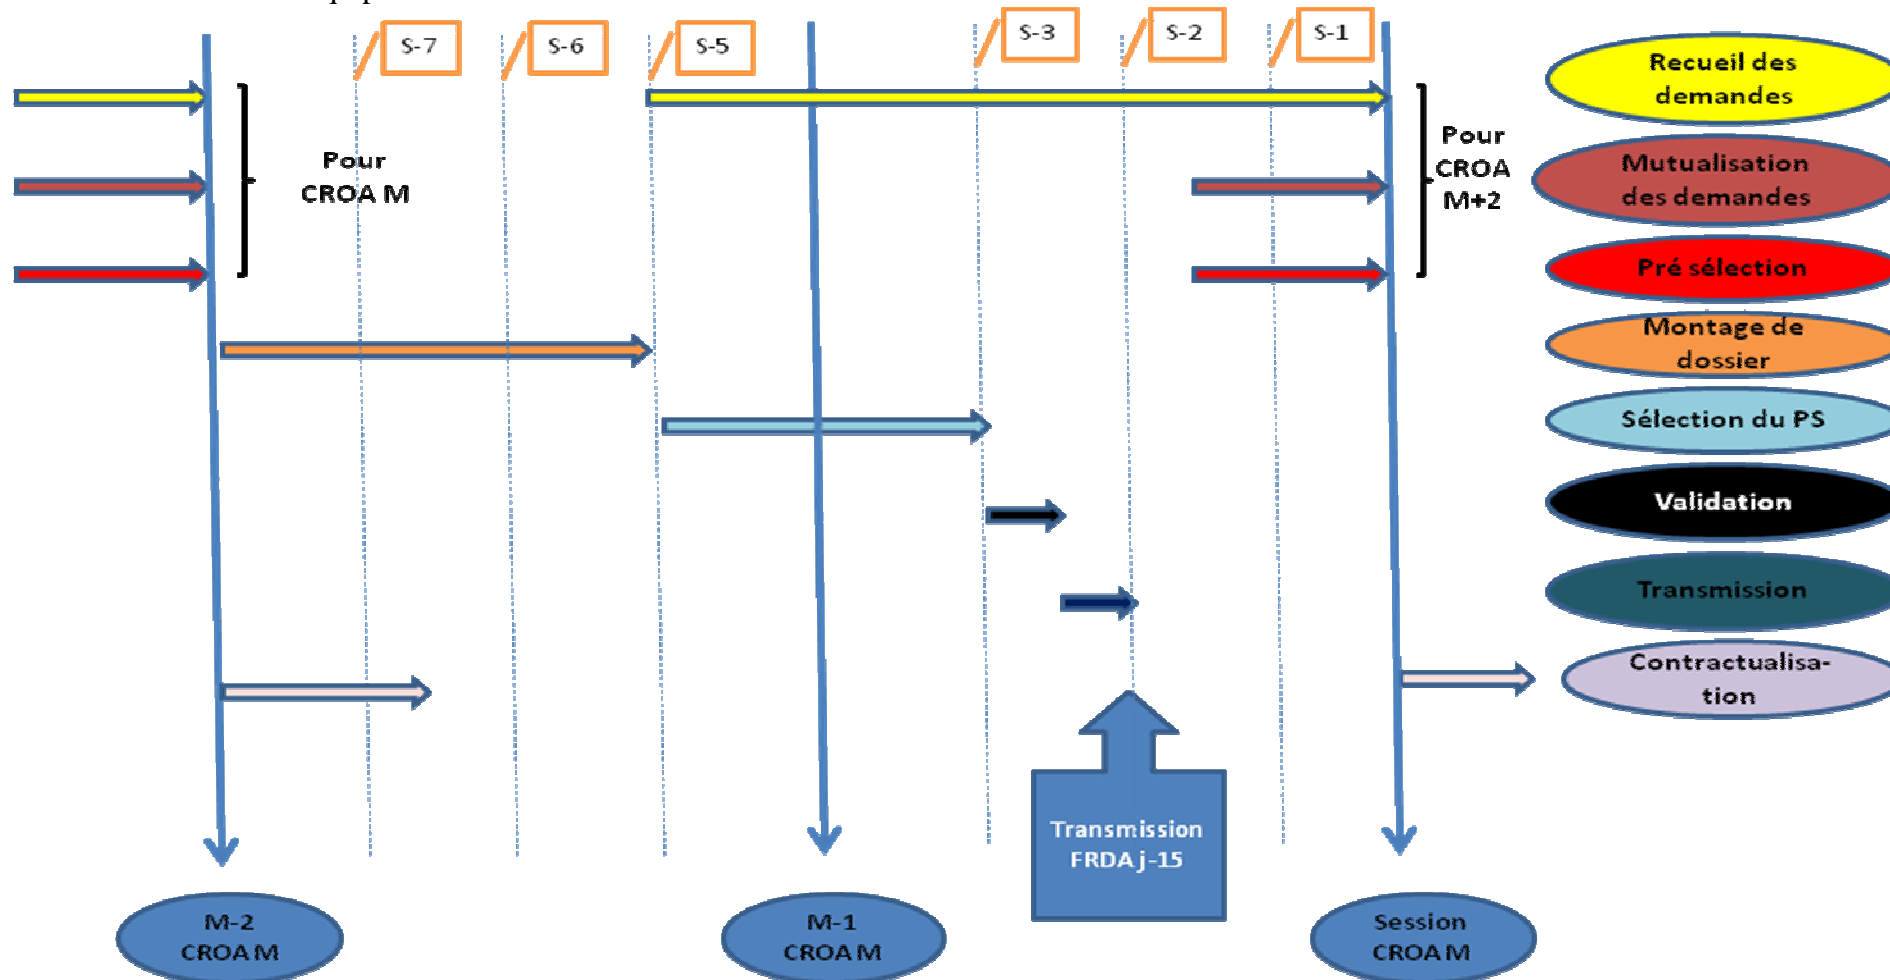 S-7
S-6
S-5
S-3
S-2
S-1
Pour
CROA M
Pour
CROA
M+2
Recueil des
demandes
Mutualisation
des demandes
Pré sélection
Montage de
dossier
Sélection du PS
Validation
Transmission
Contractualisa-
tion
Transmission
FRDA j-15
M-2
CROA M
M-1
CROA M
Session
CROA M